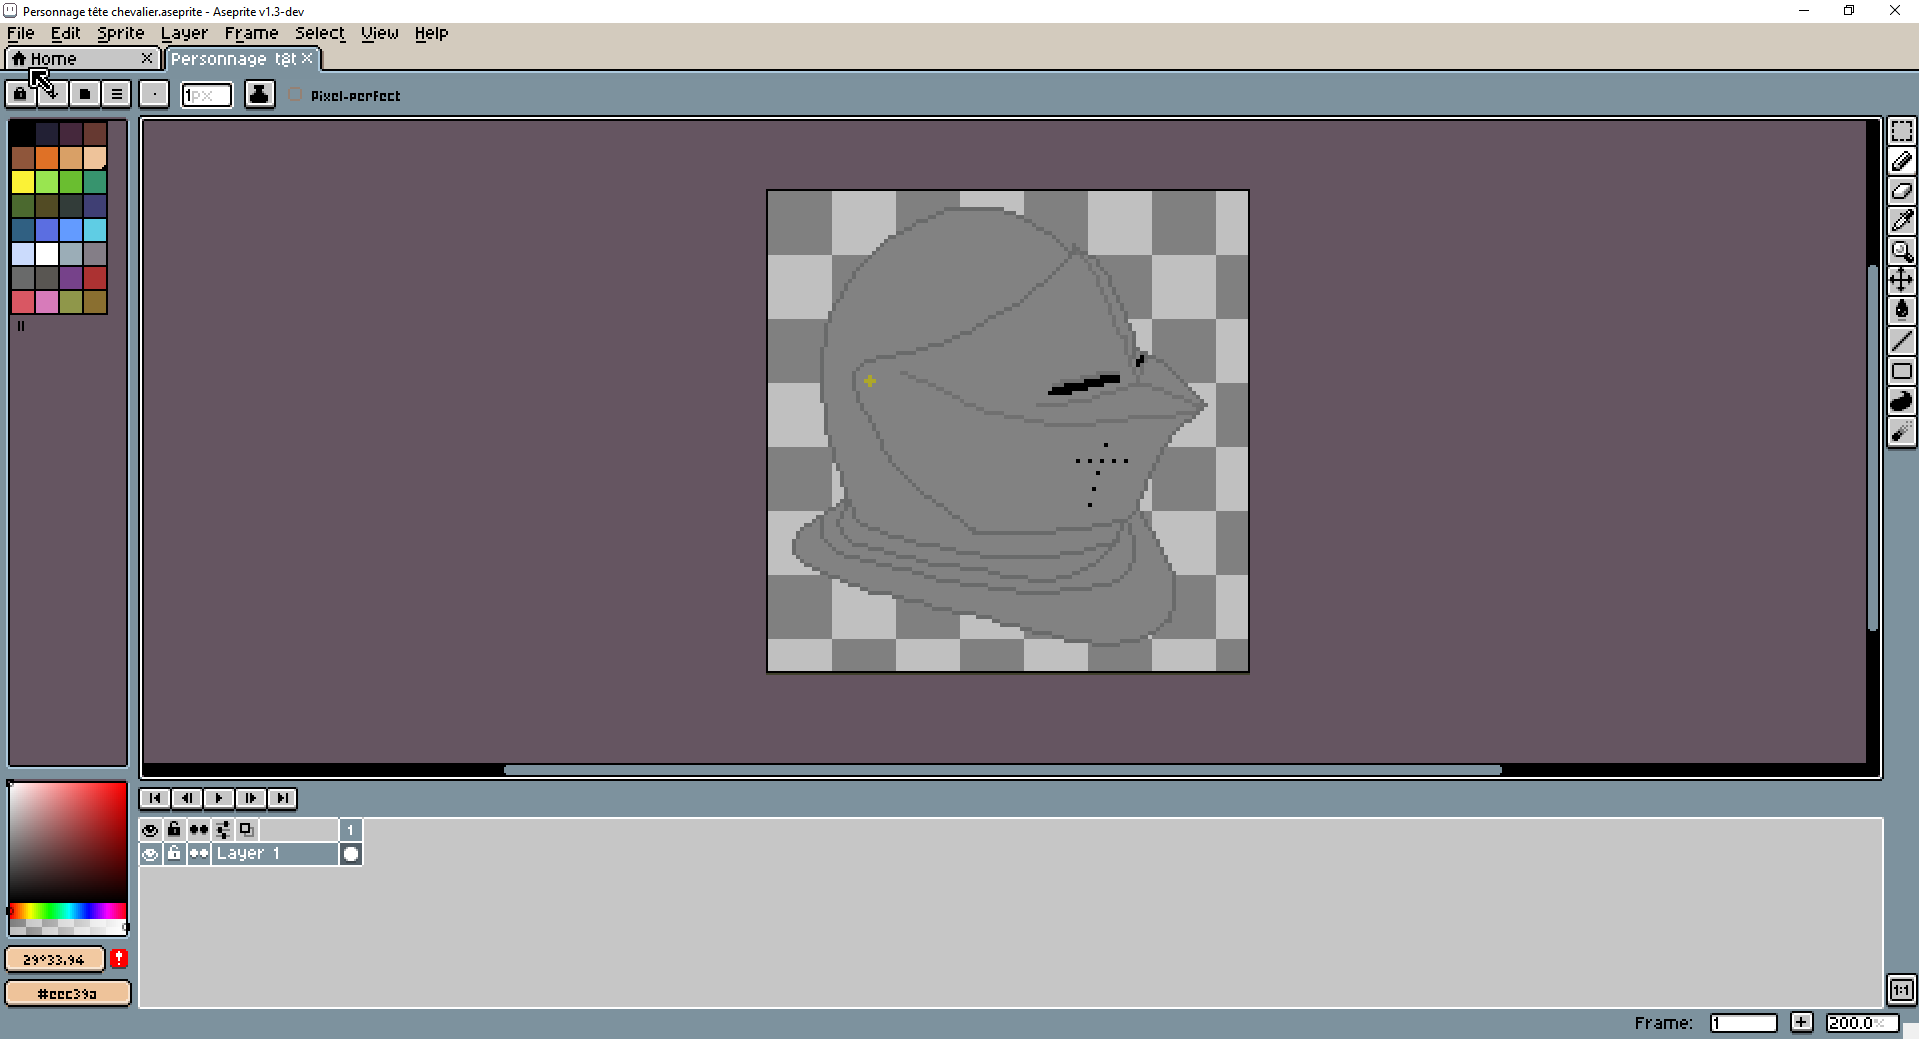 Personnage tête chevalier.aseprite - Aseprite v1.3-dev
File Edit Sprite Layer Frame Select View Help
Home Personnage têt
1px Pixel-perfect
1
Layer 1
29°33.94 !
#eec39a
1:1
Frame: 1 + 200.0%